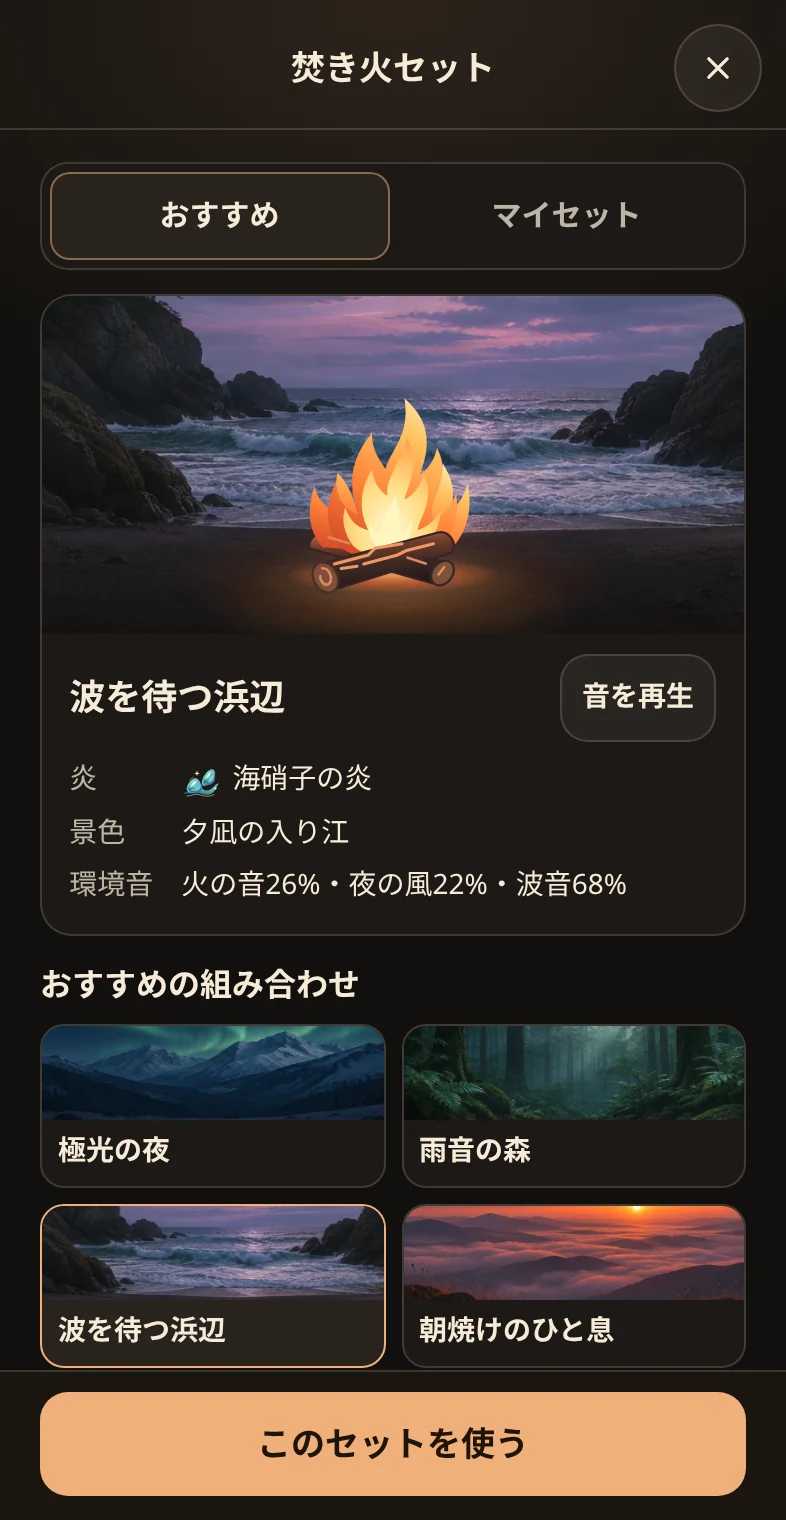 焚き火セット
おすすめ
マイセット
波を待つ浜辺
音を再生
炎 海硝子の炎
景色 夕凪の入り江
環境音 火の音26%・夜の風22%・波音68%
おすすめの組み合わせ
極光の夜
雨音の森
波を待つ浜辺
朝焼けのひと息
このセットを使う